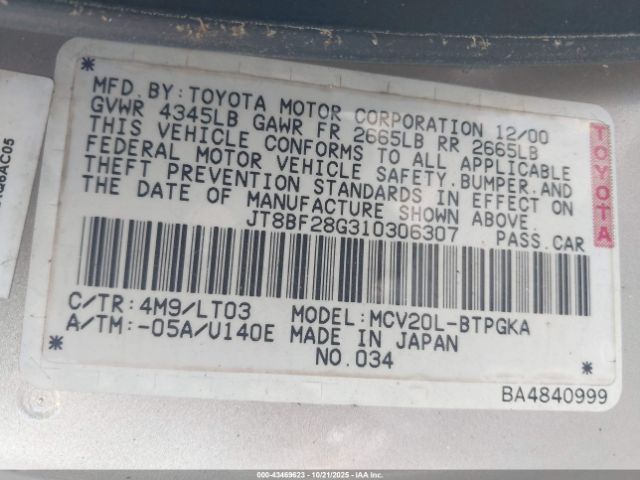 MFD.BY:TOYOTA MOTOR CORPORATION 12/00
GVWR 4345LB GAWR FR 2665LB RR 2665LB
THIS VEHICLE CONFORMS TO ALL APPLICABLE
FEDERAL MOTOR VEHICLE SAFETY,BUMPER,AND
THEFT PREVENTION STANDARDS IN EFFECT ON
THE DATE OF MANUFACTURE SHOWN ABOVE.
JT8BF28G310306307 PASS.CAR
TOYOTA
C/TR:4M9/LT03 MODEL:MCV20L-BTPGKA
A/TM:-05A/U140E MADE IN JAPAN
NO.034
BA4840999
000-43469623 - 10/21/2025 - © COPYRIGHT IAA, LLC